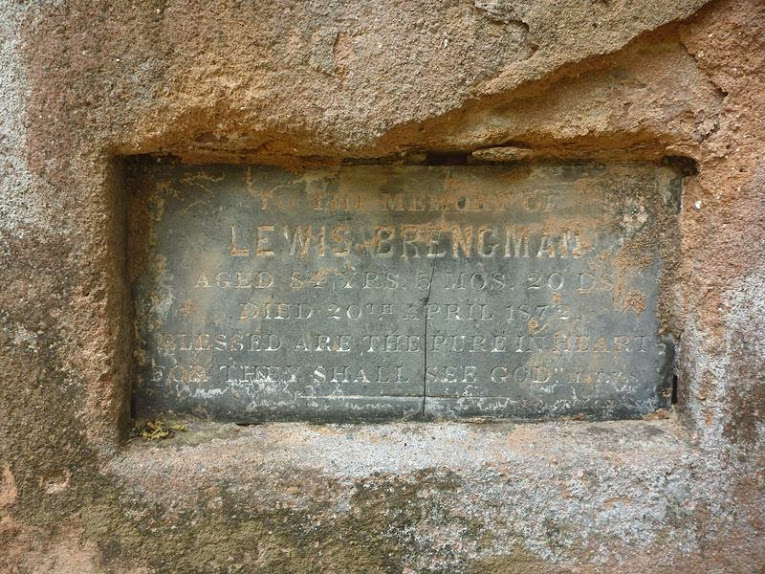 TO THE MEMORY OF
LEWIS BRENGMAN
AGED 84 YRS. 5 MOS. 20 DS.
DIED 20TH APRIL 1872
BLESSED ARE THE PURE IN HEART
FOR THEY SHALL SEE GOD"